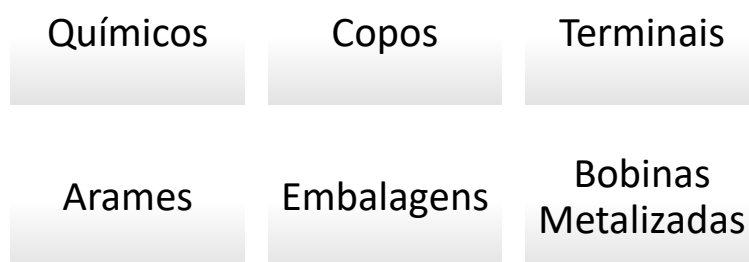 Químicos
Copos
Terminais
Arames
Embalagens
Bobinas
Metalizadas